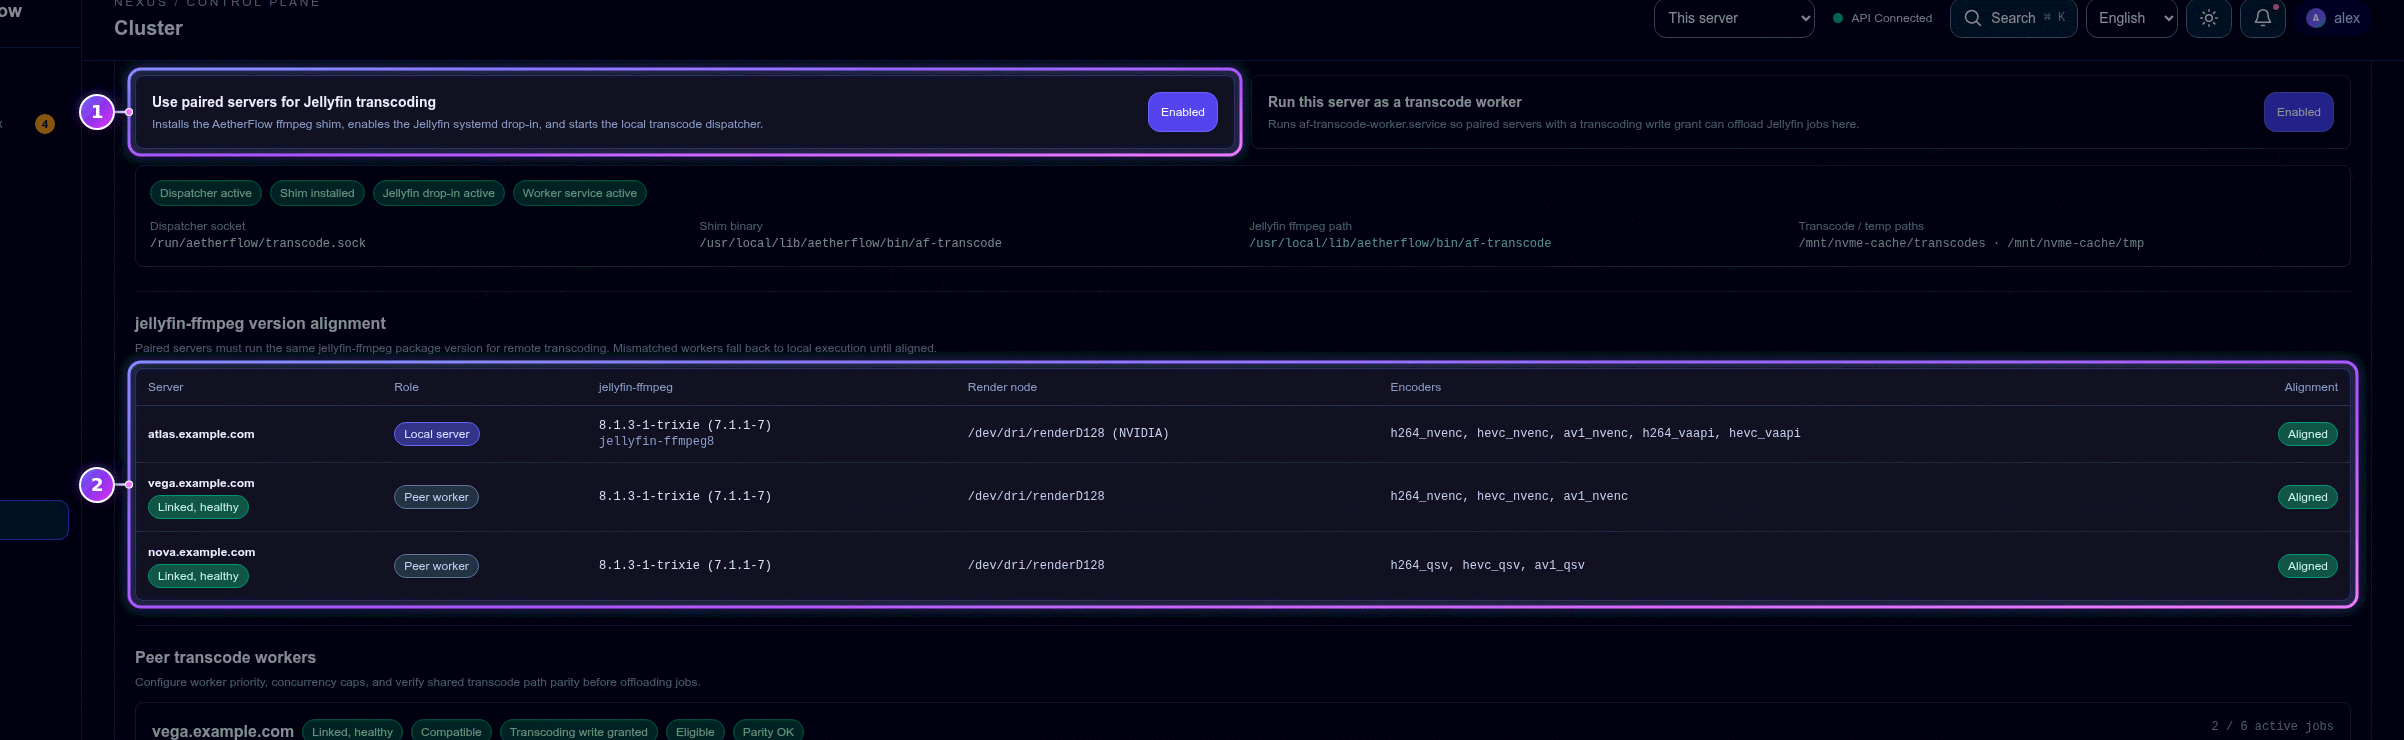 ow
NEXUS / CONTROL PLANE
Cluster
This server
API Connected
Search ⌘ K
English
A alex
4
1
Use paired servers for Jellyfin transcoding
Installs the AetherFlow ffmpeg shim, enables the Jellyfin systemd drop-in, and starts the local transcode dispatcher.
Enabled
Run this server as a transcode worker
Runs af-transcode-worker.service so paired servers with a transcoding write grant can offload Jellyfin jobs here.
Enabled
Dispatcher active
Shim installed
Jellyfin drop-in active
Worker service active
Dispatcher socket
/run/aetherflow/transcode.sock
Shim binary
/usr/local/lib/aetherflow/bin/af-transcode
Jellyfin ffmpeg path
/usr/local/lib/aetherflow/bin/af-transcode
Transcode / temp paths
/mnt/nvme-cache/transcodes · /mnt/nvme-cache/tmp
jellyfin-ffmpeg version alignment
Paired servers must run the same jellyfin-ffmpeg package version for remote transcoding. Mismatched workers fall back to local execution until aligned.
2
Server Role jellyfin-ffmpeg Render node Encoders Alignment
atlas.example.com Local server 8.1.3-1-trixie (7.1.1-7) /dev/dri/renderD128 (NVIDIA) h264_nvenc, hevc_nvenc, av1_nvenc, h264_vaapi, hevc_vaapi Aligned
jellyfin-ffmpeg8
vega.example.com Peer worker 8.1.3-1-trixie (7.1.1-7) /dev/dri/renderD128 h264_nvenc, hevc_nvenc, av1_nvenc Aligned
Linked, healthy
nova.example.com Peer worker 8.1.3-1-trixie (7.1.1-7) /dev/dri/renderD128 h264_qsv, hevc_qsv, av1_qsv Aligned
Linked, healthy
Peer transcode workers
Configure worker priority, concurrency caps, and verify shared transcode path parity before offloading jobs.
vega.example.com Linked, healthy Compatible Transcoding write granted Eligible Parity OK 2 / 6 active jobs